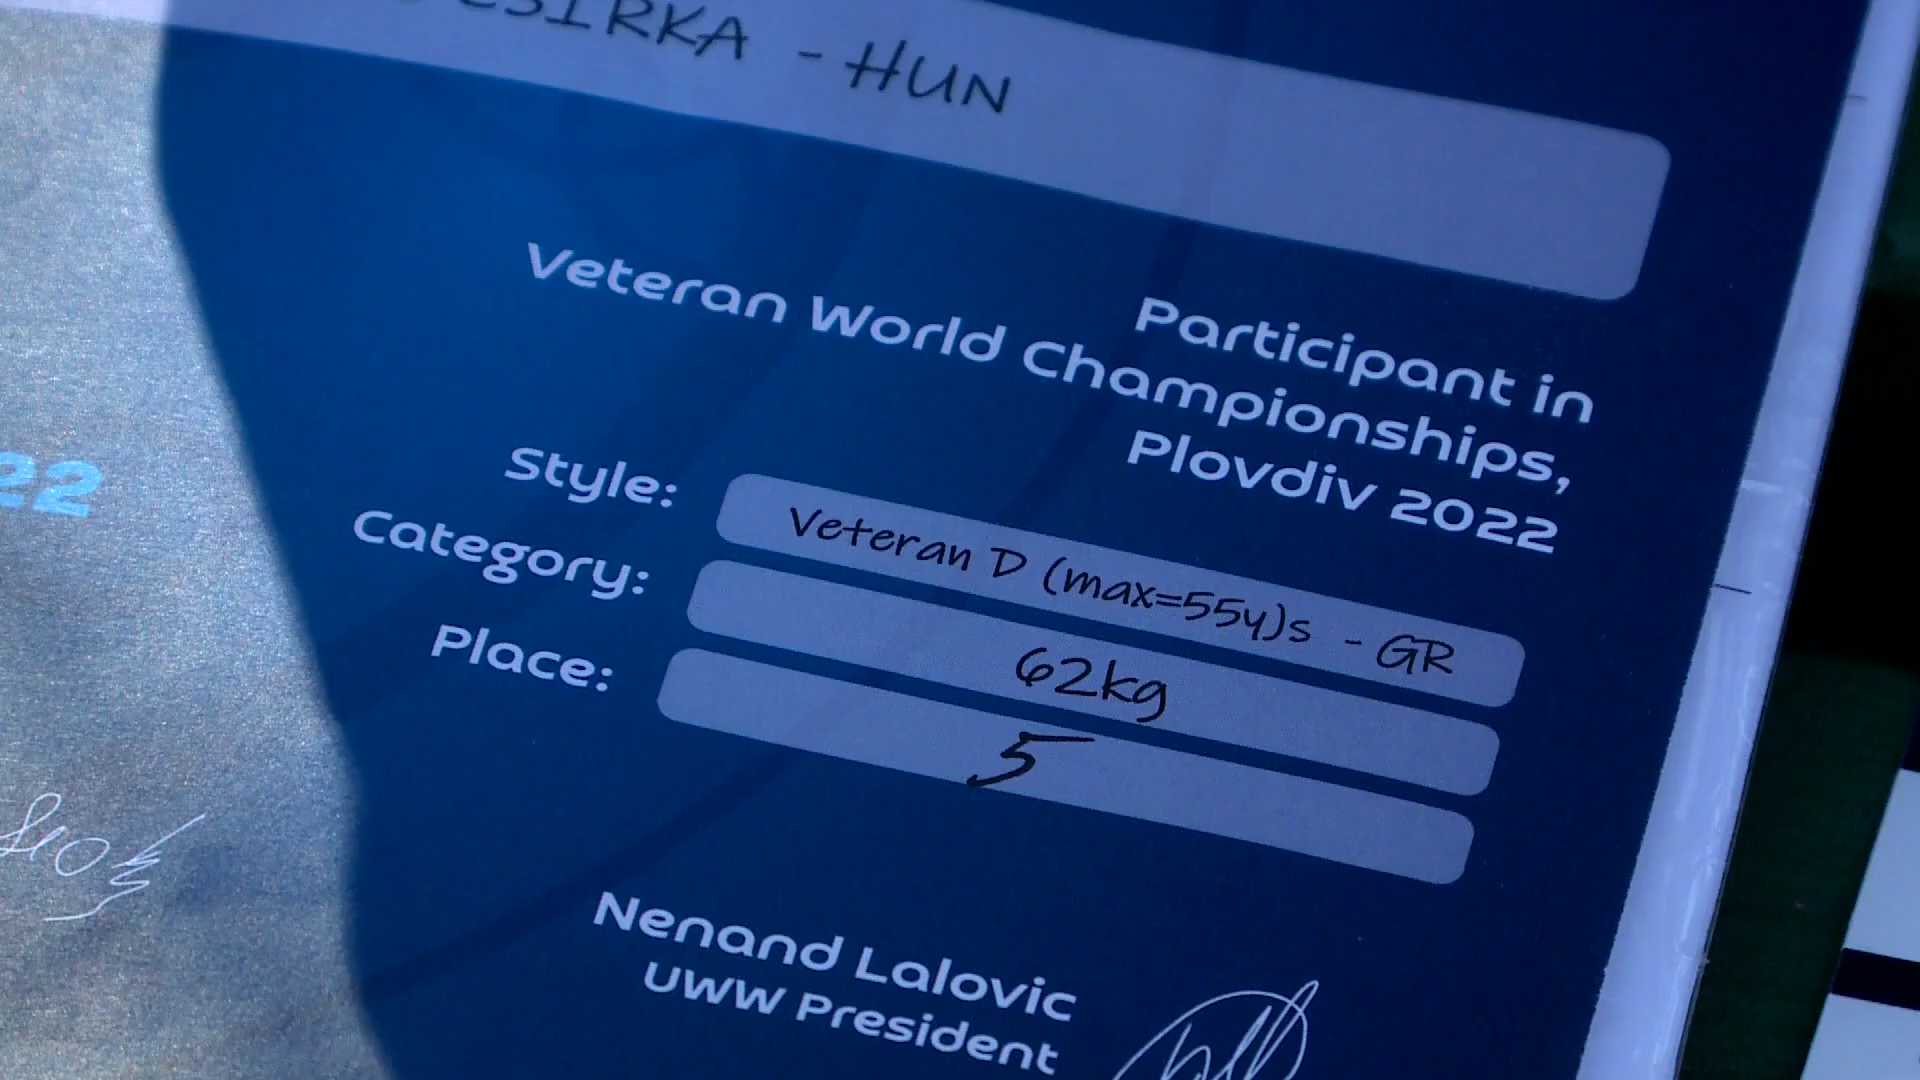 - HUN
Participant in
Veteran World Championships,
Plovdiv 2022
Style: Veteran D (max=55y)s - GR
Category: 62kg
Place: 5
Nenand Lalovic
UWW President
22